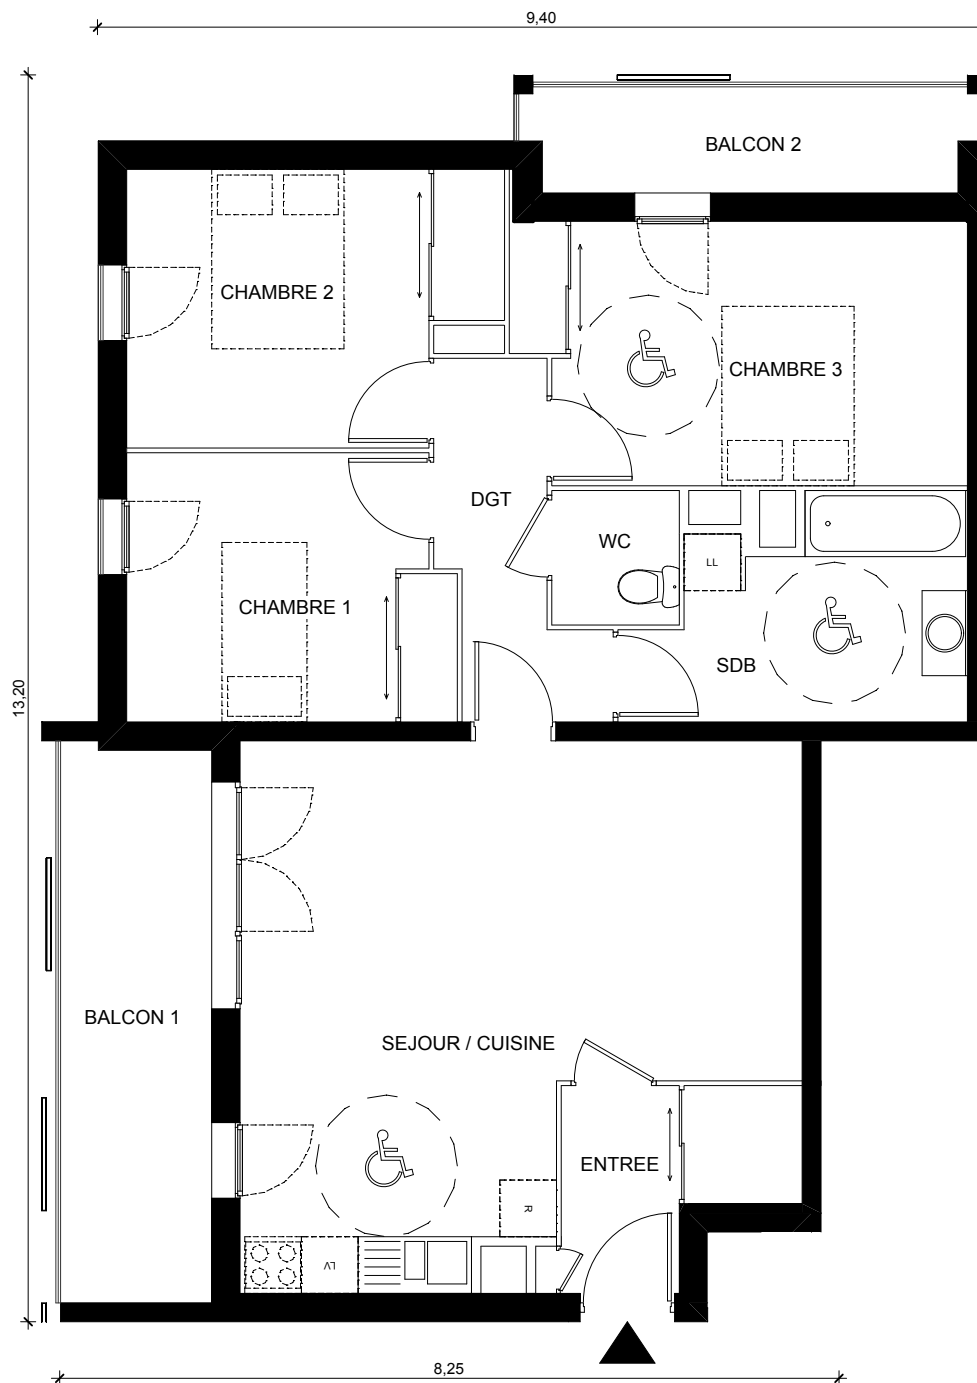 9,40
BALCON 2
CHAMBRE 2
CHAMBRE 3
DGT
WC
LL
CHAMBRE 1
SDB
13,20
BALCON 1
SEJOUR / CUISINE
ENTREE
R
LV
8,25